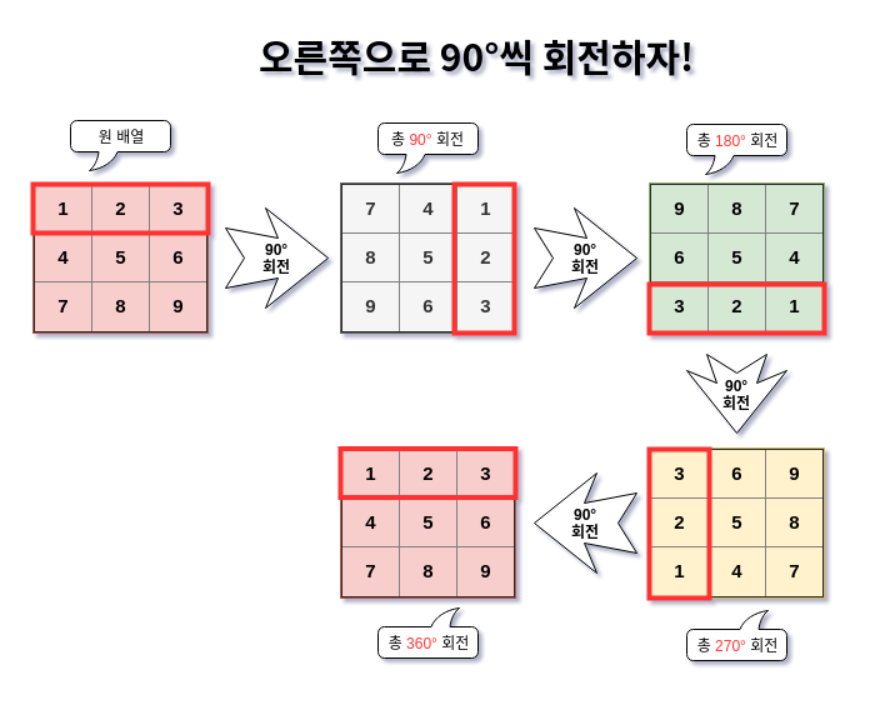 오른쪽으로 90°씩 회전하자!
원 배열
1 2 3
4 5 6
7 8 9
90°
회전
총 90° 회전
7 4 1
8 5 2
9 6 3
90°
회전
총 180° 회전
9 8 7
6 5 4
3 2 1
90°
회전
3 6 9
2 5 8
1 4 7
총 270° 회전
90°
회전
1 2 3
4 5 6
7 8 9
총 360° 회전